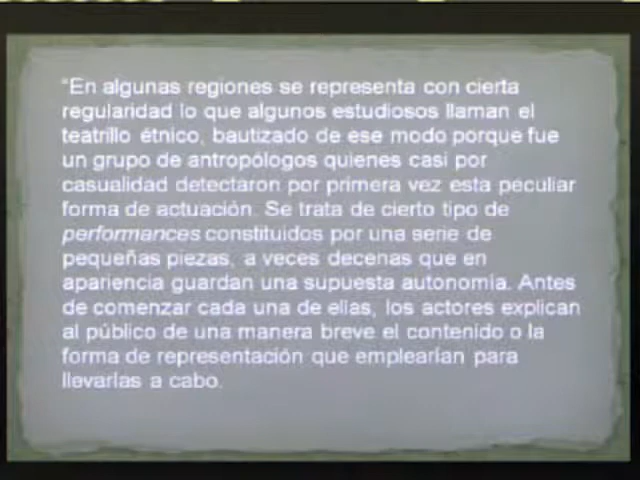 “En algunas regiones se representa con cierta
regularidad lo que algunos estudiosos llaman el
teatrillo étnico, bautizado de ese modo porque fue
un grupo de antropólogos quienes casi por
casualidad detectaron por primera vez esta peculiar
forma de actuación. Se trata de cierto tipo de
performances constituidos por una serie de
pequeñas piezas, a veces decenas que en
apariencia guardan una supuesta autonomía. Antes
de comenzar cada una de ellas, los actores explican
al público de una manera breve el contenido o la
forma de representación que emplearían para
llevarlas a cabo.